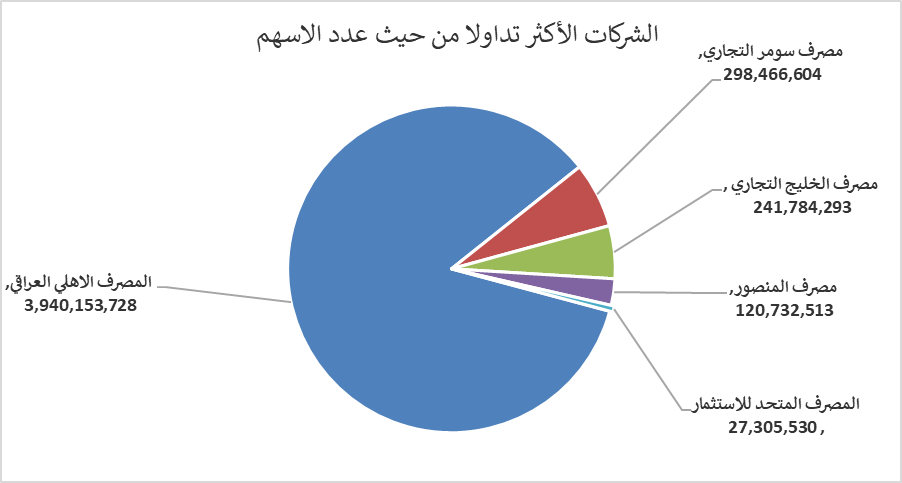 الشركات الأكثر تداولا من حيث عدد الاسهم
مصرف سومر التجاري,
298,466,604
مصرف الخليج التجاري ,
241,784,293
المصرف الاهلي العراقي,
3,940,153,728
مصرف المنصور,
120,732,513
المصرف المتحد للاستثمار
, 27,305,530